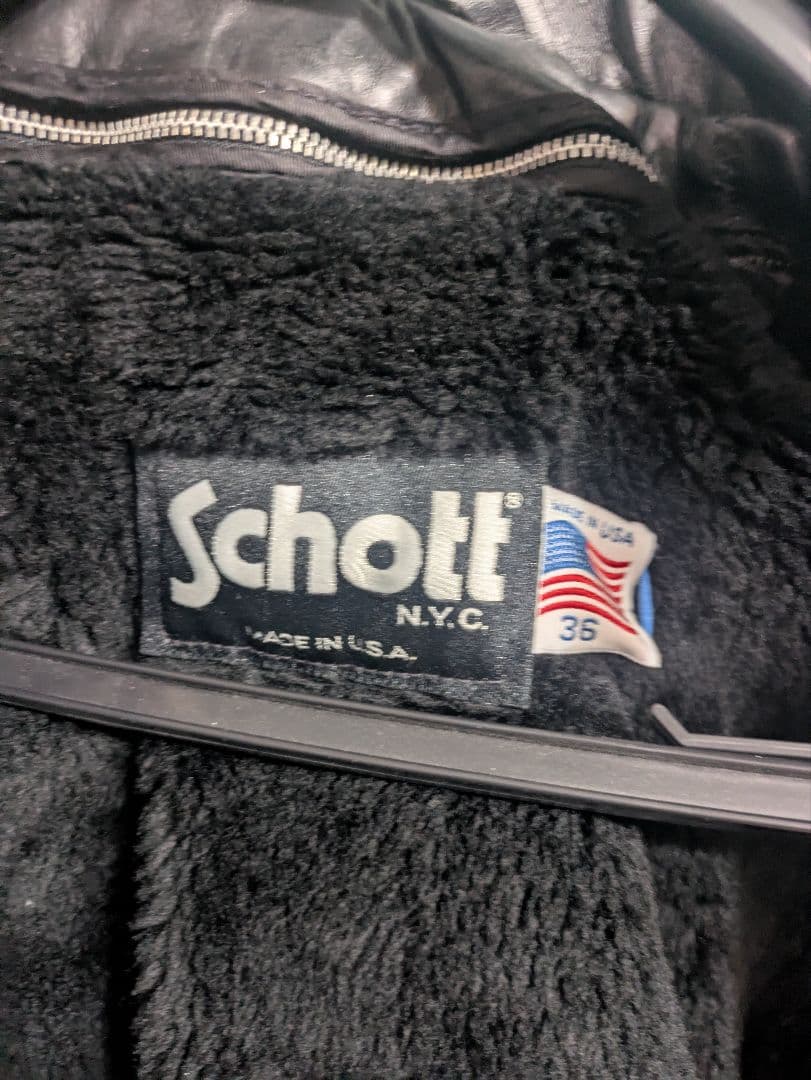 Schott®
N.Y.C.
MADE IN U.S.A.
MADE IN USA
36